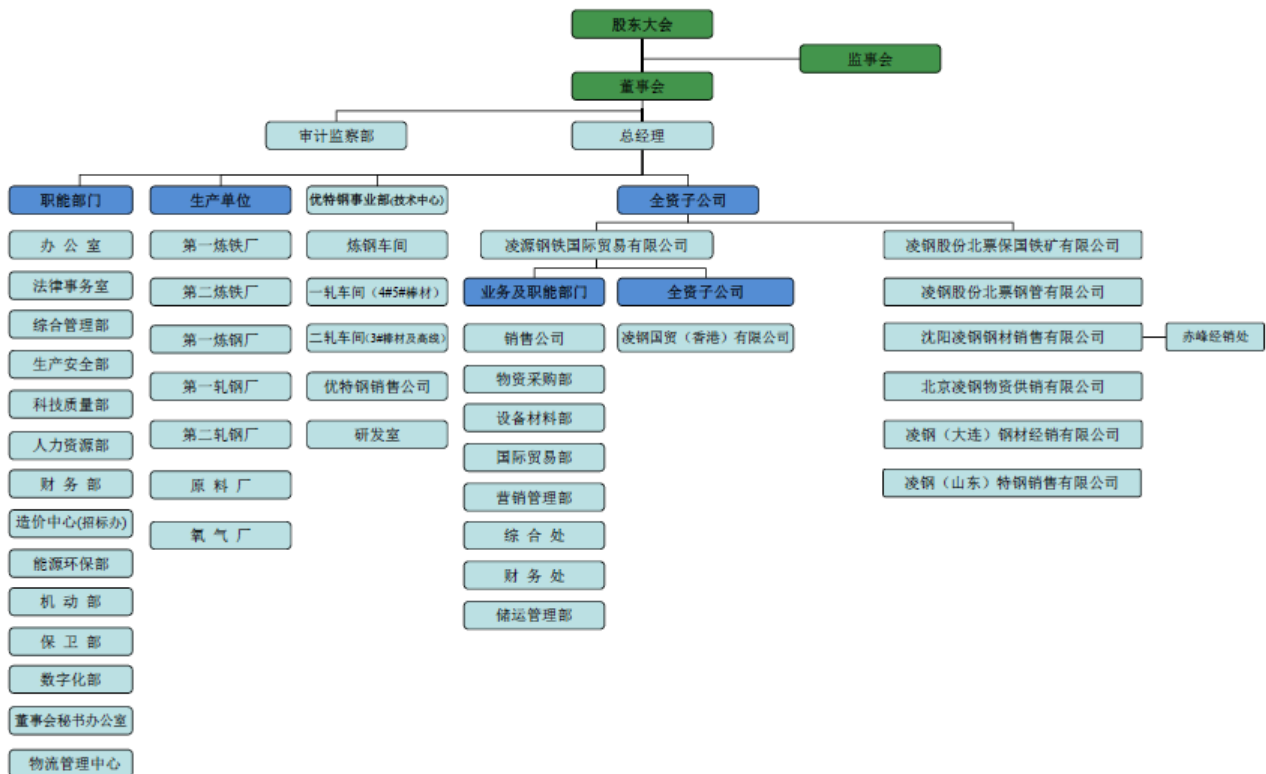 股东大会
监事会
董事会
审计监察部
总经理
职能部门
生产单位
优特钢事业部(技术中心)
全资子公司
办 公 室
法律事务室
综合管理部
生产安全部
科技质量部
人力资源部
财 务 部
造价中心(招标办)
能源环保部
机 动 部
保 卫 部
数字化部
董事会秘书办公室
物流管理中心
第一炼铁厂
第二炼铁厂
第一炼钢厂
第一轧钢厂
第二轧钢厂
原 料 厂
氧 气 厂
炼钢车间
一轧车间（4#5#棒材）
二轧车间(3#棒材及高线)
优特钢销售公司
研发室
凌源钢铁国际贸易有限公司
业务及职能部门
全资子公司
销售公司
物资采购部
设备材料部
国际贸易部
营销管理部
综 合 处
财 务 处
储运管理部
凌钢国贸（香港）有限公司
凌钢股份北票保国铁矿有限公司
凌钢股份北票钢管有限公司
沈阳凌钢钢材销售有限公司
赤峰经销处
北京凌钢物资供销有限公司
凌钢（大连）钢材经销有限公司
凌钢（山东）特钢销售有限公司